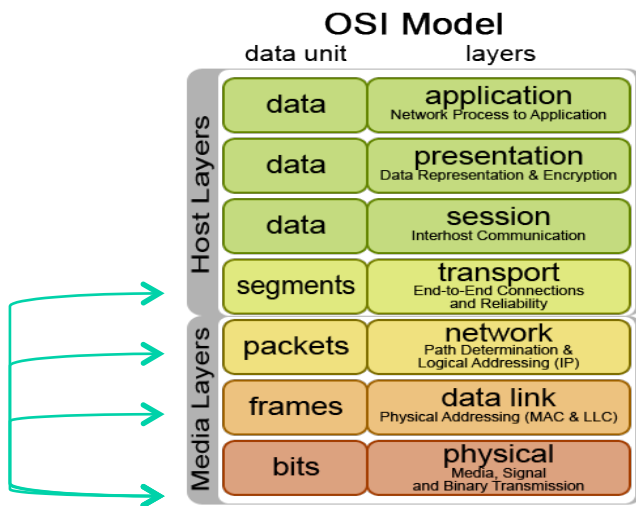 OSI Model
data unit layers
Host Layers
data application
Network Process to Application
data presentation
Data Representation & Encryption
data session
Interhost Communication
segments transport
End-to-End Connections
and Reliability
Media Layers
packets network
Path Determination &
Logical Addressing (IP)
frames data link
Physical Addressing (MAC & LLC)
bits physical
Media, Signal
and Binary Transmission